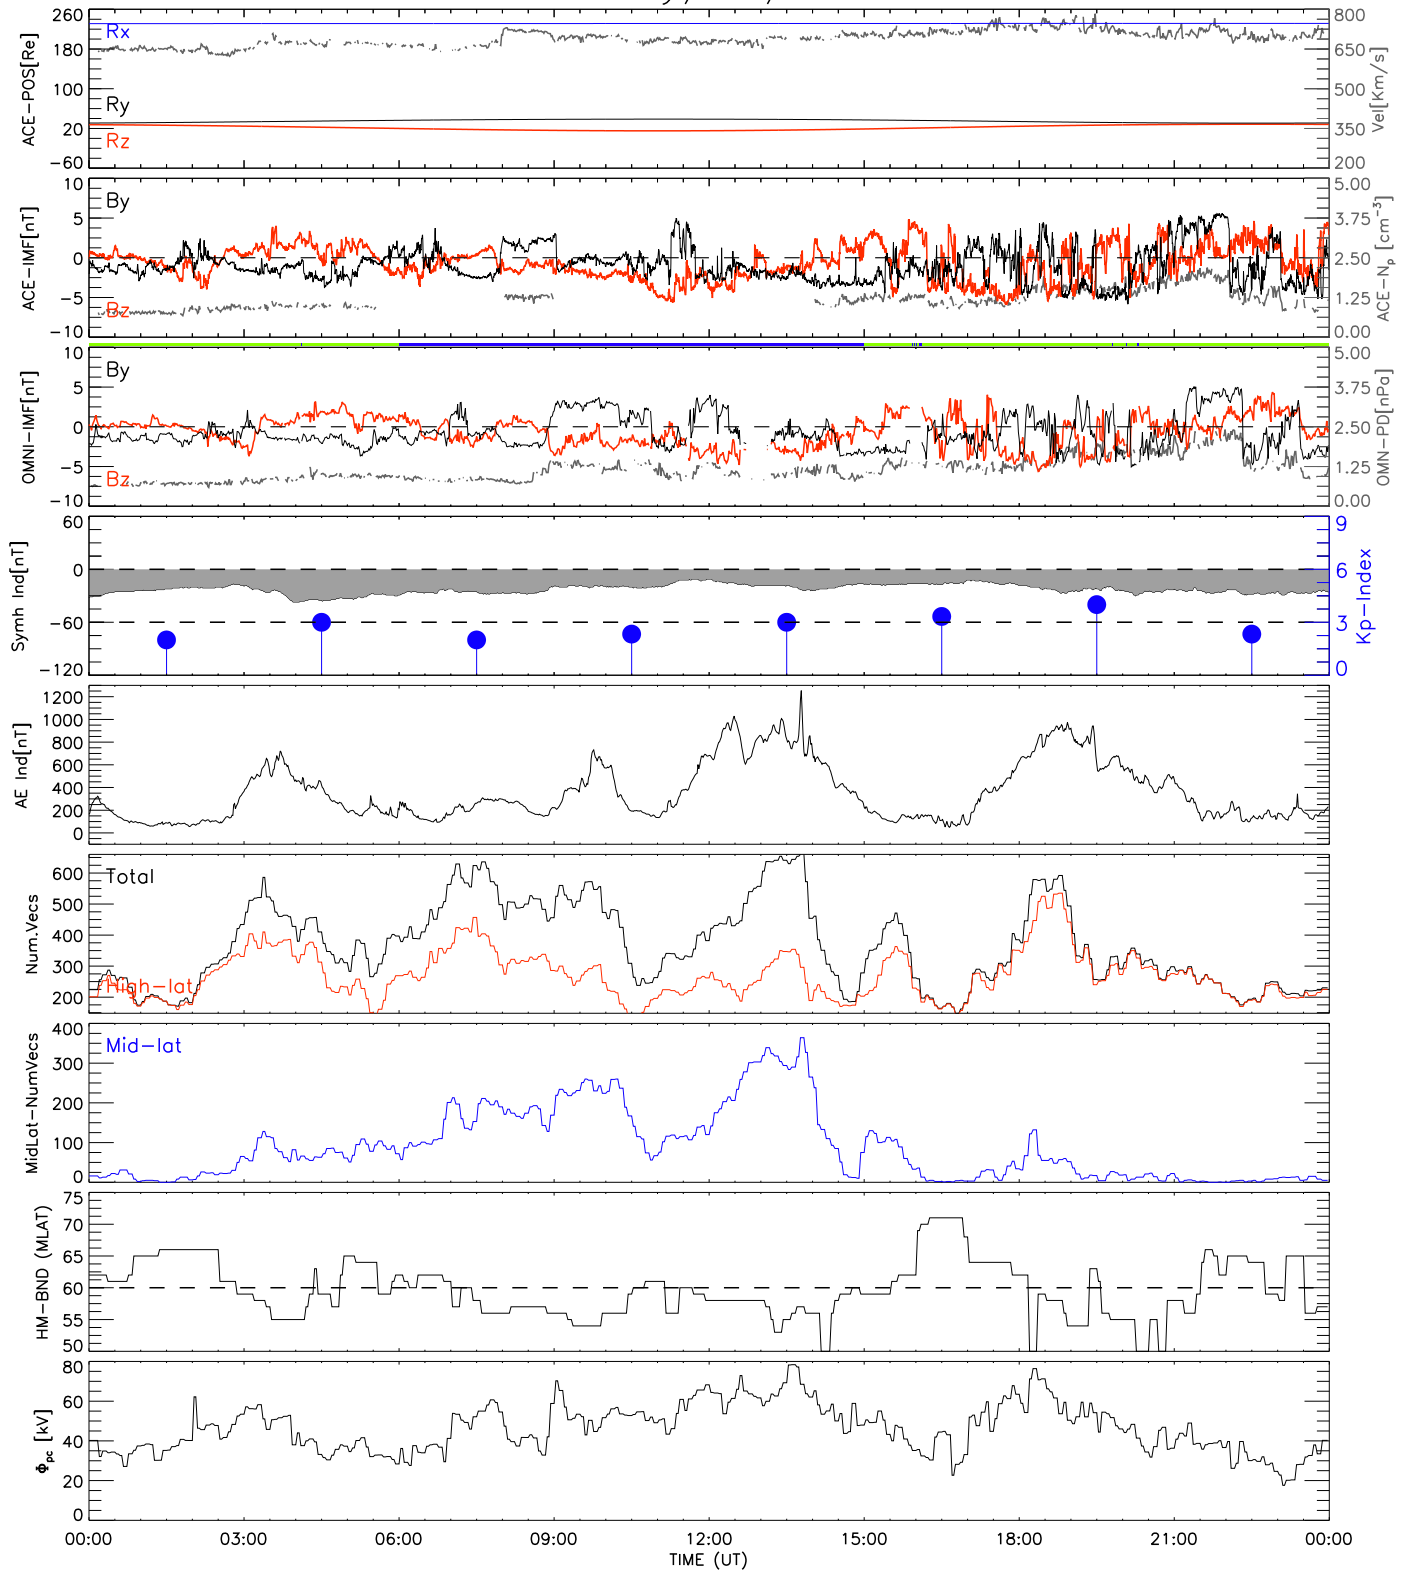 260
180
100
20
−60
ACE−POS[Re]
Rx
Ry
Rz
800
650
500
350
200
Vel[Km/s]
10
5
0
−5
−10
ACE−IMF[nT]
By
Bz
5.00
3.75
2.50
1.25
0.00
ACE−Np [cm−3]
10
5
0
−5
−10
OMNI−IMF[nT]
By
Bz
5.00
3.75
2.50
1.25
0.00
OMN−PD[nPa]
60
0
−60
−120
Symh Ind[nT]
9
6
3
0
Kp−Index
1200
1000
800
600
400
200
0
AE Ind[nT]
600
500
400
300
200
Num.Vecs
Total
High−lat
400
300
200
100
0
MidLat−NumVecs
Mid−lat
75
70
65
60
55
50
HM−BND (MLAT)
80
60
40
20
0
Φpc [kV]
00:00 03:00 06:00 09:00 12:00 15:00 18:00 21:00 00:00
TIME (UT)